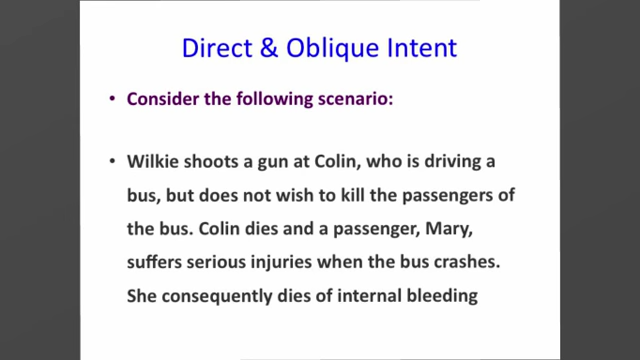 Direct & Oblique Intent
• Consider the following scenario:
• Wilkie shoots a gun at Colin, who is driving a
bus, but does not wish to kill the passengers of
the bus. Colin dies and a passenger, Mary,
suffers serious injuries when the bus crashes.
She consequently dies of internal bleeding